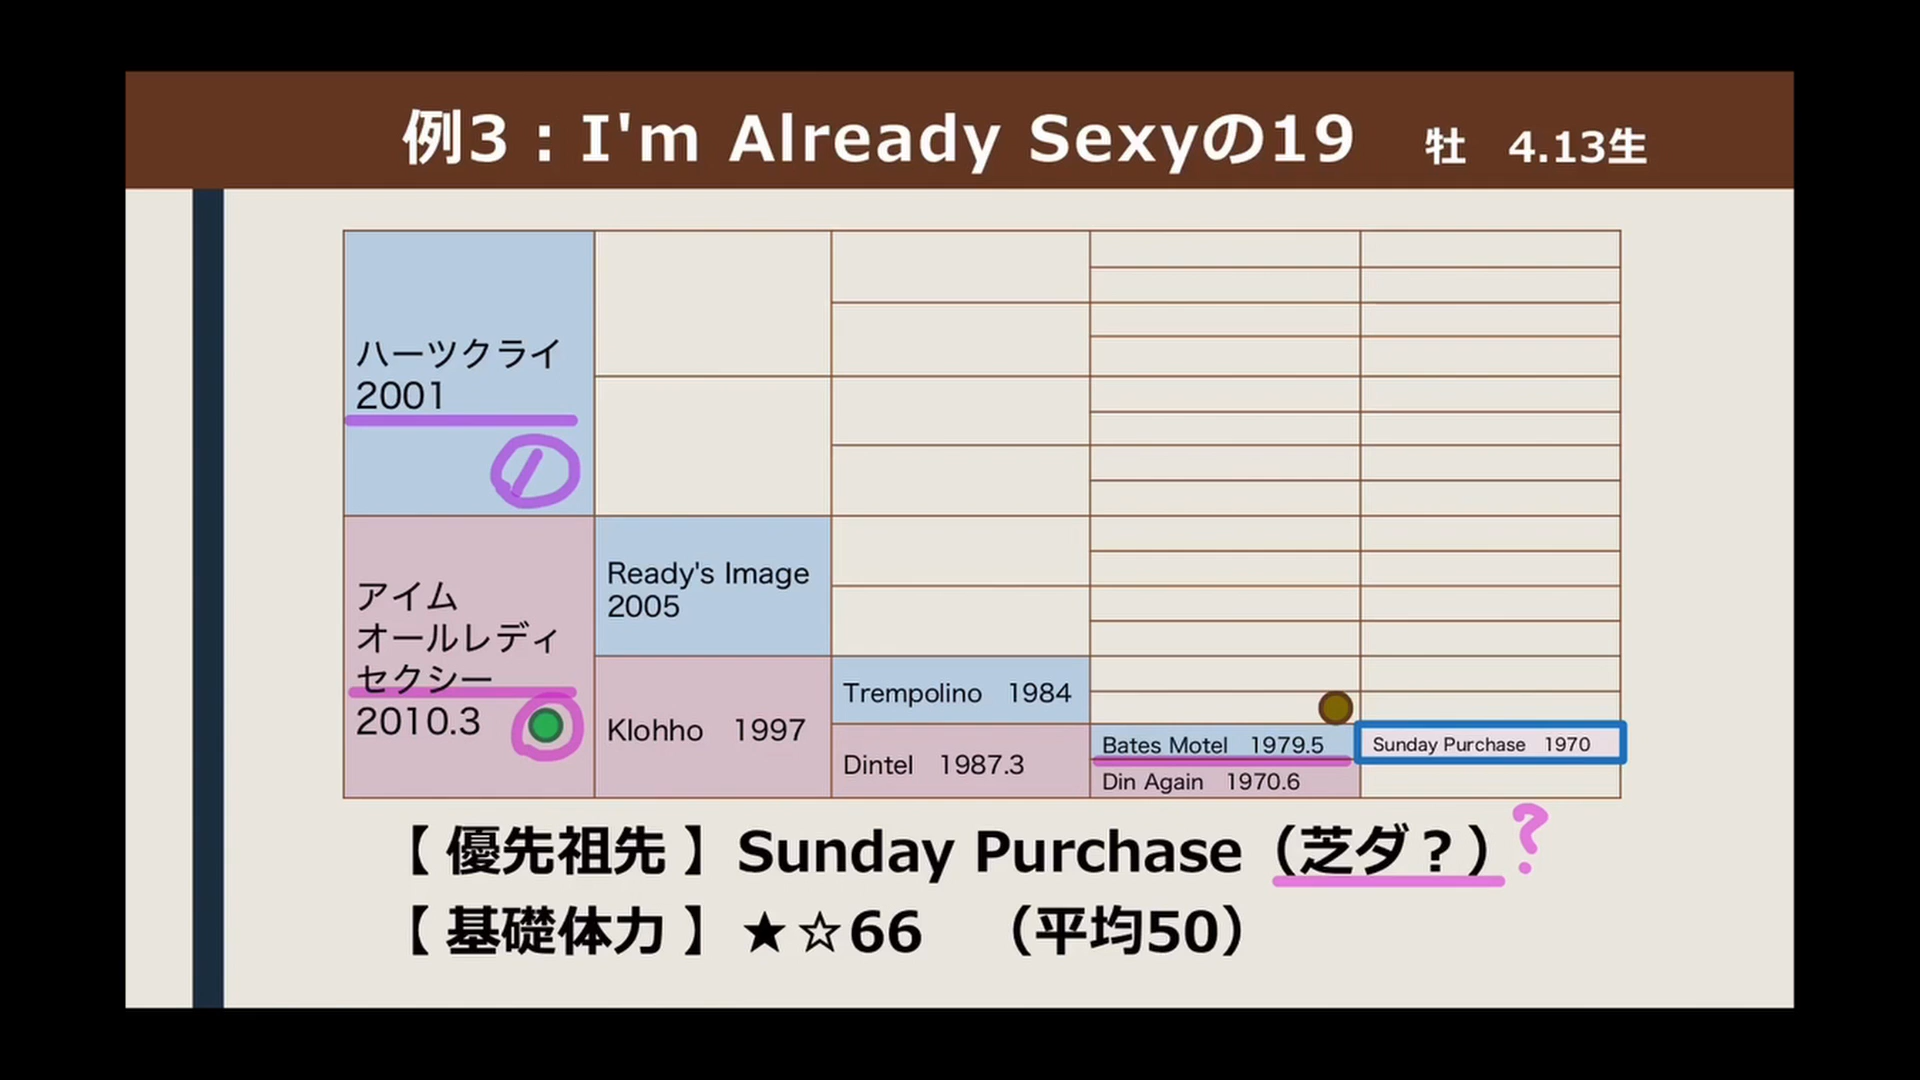 例3：I'm Already Sexyの19　牡　4.13生
ハーツクライ
2001
アイム
オールレディ
セクシー
2010.3
Ready's Image
2005
Klohho　1997
Trempolino　1984
Dintel　1987.3
Bates Motel　1979.5
Din Again　1970.6
Sunday Purchase　1970
?
【 優先祖先 】 Sunday Purchase（芝ダ？）
【 基礎体力 】 ★☆66　（平均50）